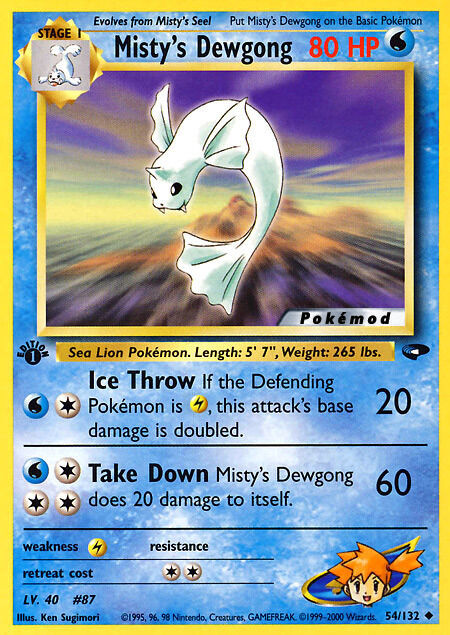 Evolves from Misty's Seel
Put Misty's Dewgong on the Basic Pokémon
STAGE 1
Misty's Dewgong 80 HP
Pokémod
EDITION
1
Sea Lion Pokémon. Length: 5' 7", Weight: 265 lbs.
Ice Throw If the Defending
Pokémon is , this attack's base
damage is doubled.
20
Take Down Misty's Dewgong
does 20 damage to itself.
60
weakness
resistance
retreat cost
LV. 40 #87
Illus. Ken Sugimori
©1995, 96, 98 Nintendo, Creatures, GAMEFREAK. ©1999-2000 Wizards.
54/132